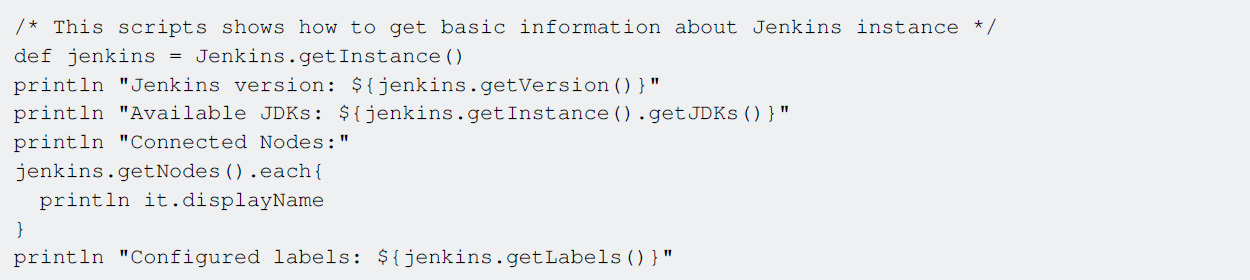 /* This scripts shows how to get basic information about Jenkins instance */
def jenkins = Jenkins.getInstance()
println "Jenkins version: ${jenkins.getVersion()}"
println "Available JDKs: ${jenkins.getInstance().getJDKs()}"
println "Connected Nodes:"
jenkins.getNodes().each{
  println it.displayName
}
println "Configured labels: ${jenkins.getLabels()}"